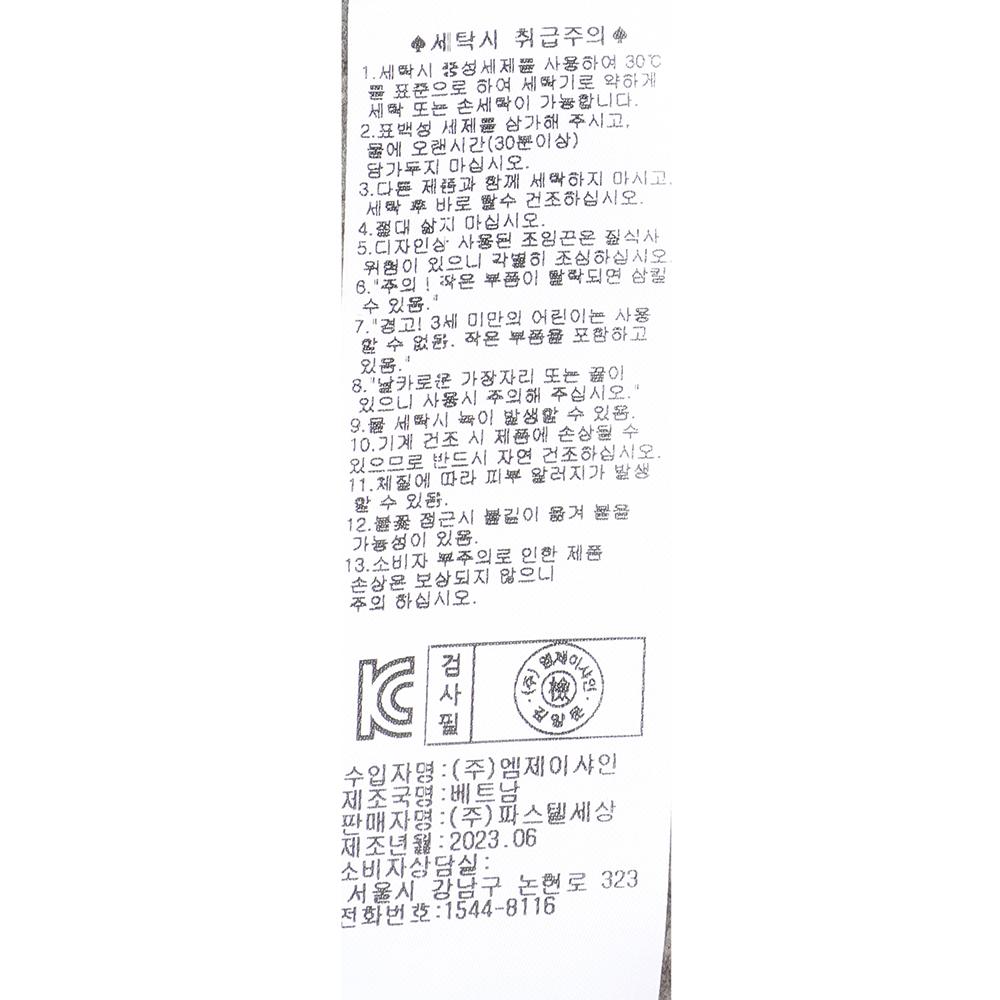 ♠세탁시 취급주의♠
1.세탁시 중성세제를 사용하여 30℃
를 표준으로 하여 세탁기로 약하게
세탁 또는 손세탁이 가능합니다.
2.표백성 세제를 삼가해 주시고,
물에 오랜시간(30분이상)
담가두지 마십시오.
3.다른 제품과 함께 세탁하지 마시고,
세탁 후 바로 탈수 건조하십시오.
4.절대 삶지 마십시오.
5.디자인상 사용된 조임끈은 질식사
위험이 있으니 각별히 조심하십시오.
6."주의! 작은 부품이 탈락되면 삼킬
수 있음."
7."경고! 3세 미만의 어린이는 사용
할 수 없음. 작은 부품을 포함하고
있음."
8."날카로운 가장자리 또는 끝이
있으니 사용시 주의해 주십시오."
9.물 세탁시 녹이 발생할 수 있음.
10.기계 건조 시 제품에 손상될 수
있으므로 반드시 자연 건조하십시오.
11.체질에 따라 피부 알러지가 발생
할 수 있음.
12.불꽃 접근시 불길이 옮겨 붙을
가능성이 있음.
13.소비자 부주의로 인한 제품
손상은 보상되지 않으니
주의 하십시오.
KC
검사필
(주)엠제이샤인
檢
수입자명:(주)엠제이샤인
제조국명:베트남
판매자명:(주)파스텔세상
제조년월:2023.06
소비자상담실:
서울시 강남구 논현로 323
전화번호:1544-8116